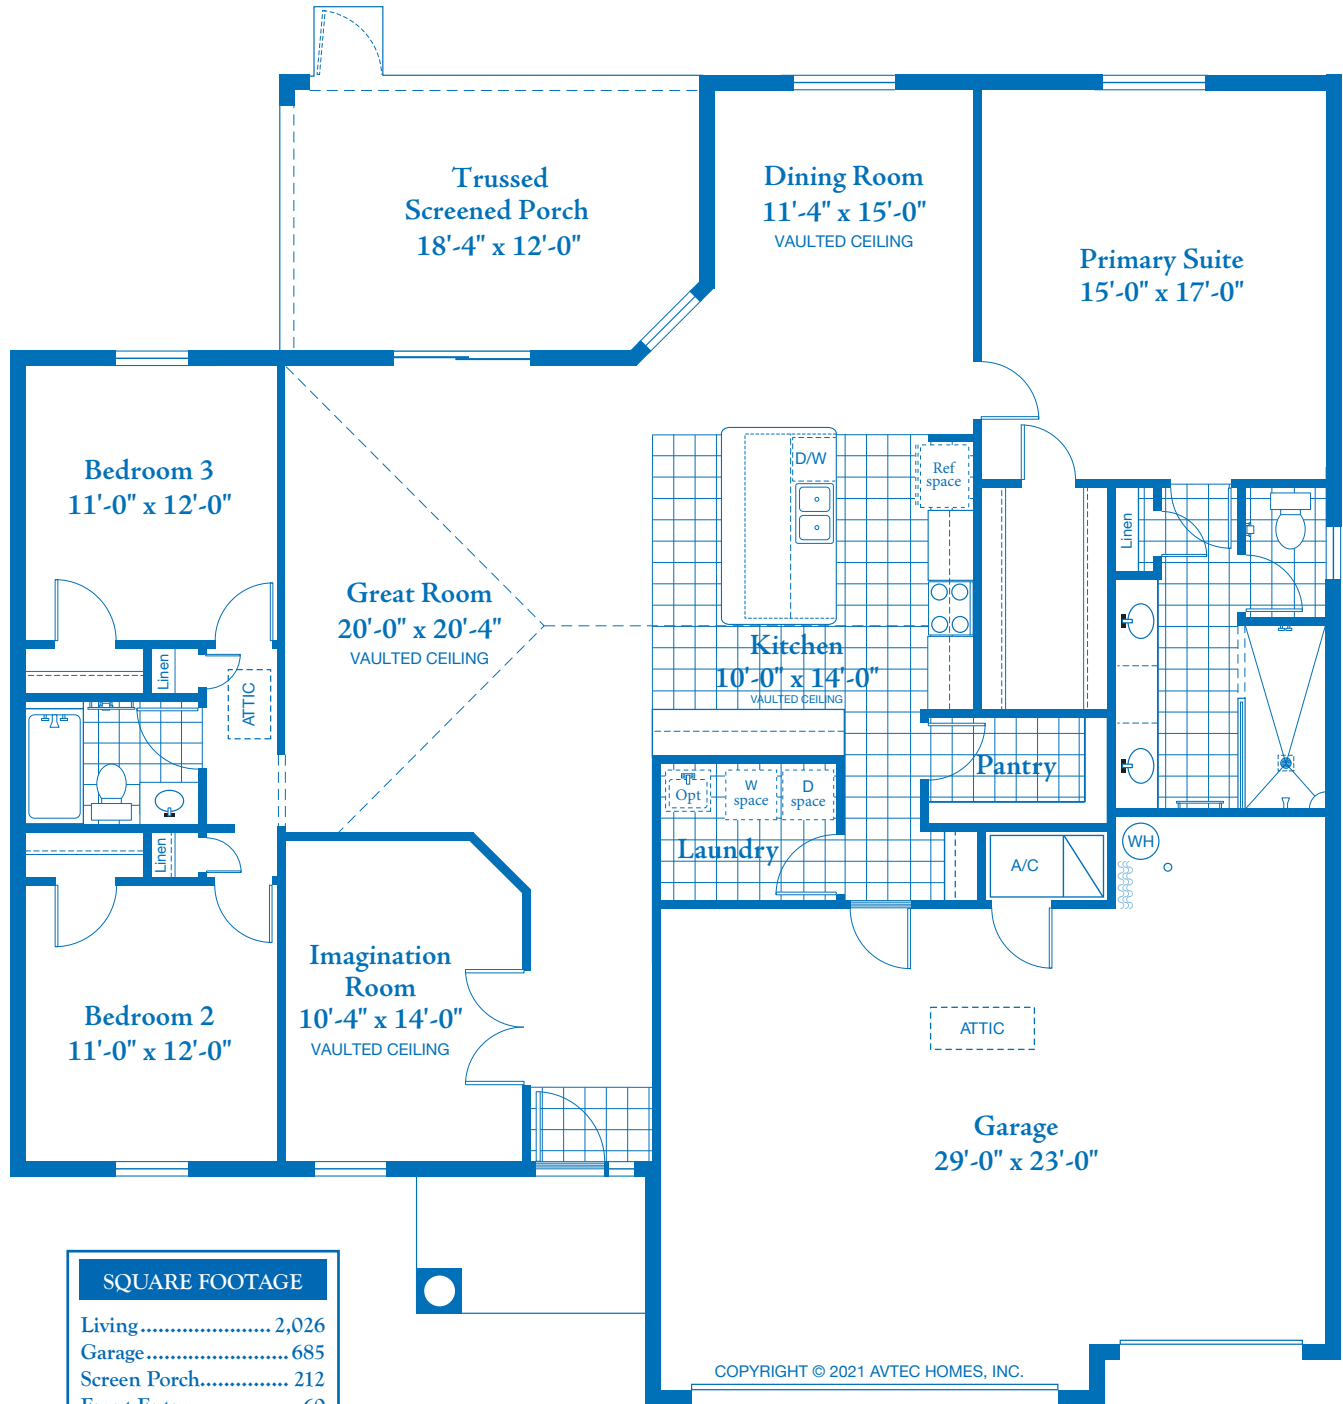 Trussed
Screened Porch
18'-4" x 12'-0"
Dining Room
11'-4" x 15'-0"
VAULTED CEILING
Primary Suite
15'-0" x 17'-0"
Bedroom 3
11'-0" x 12'-0"
D/W
Ref
space
Linen
Great Room
20'-0" x 20'-4"
VAULTED CEILING
Kitchen
10'-0" x 14'-0"
VAULTED CEILING
Linen
ATTIC
Pantry
Opt
W
space
D
space
Laundry
Linen
A/C
WH
Imagination
Room
10'-4" x 14'-0"
VAULTED CEILING
Bedroom 2
11'-0" x 12'-0"
ATTIC
Garage
29'-0" x 23'-0"
SQUARE FOOTAGE
Living......................2,026
Garage........................685
Screen Porch............... 212
COPYRIGHT © 2021 AVTEC HOMES, INC.